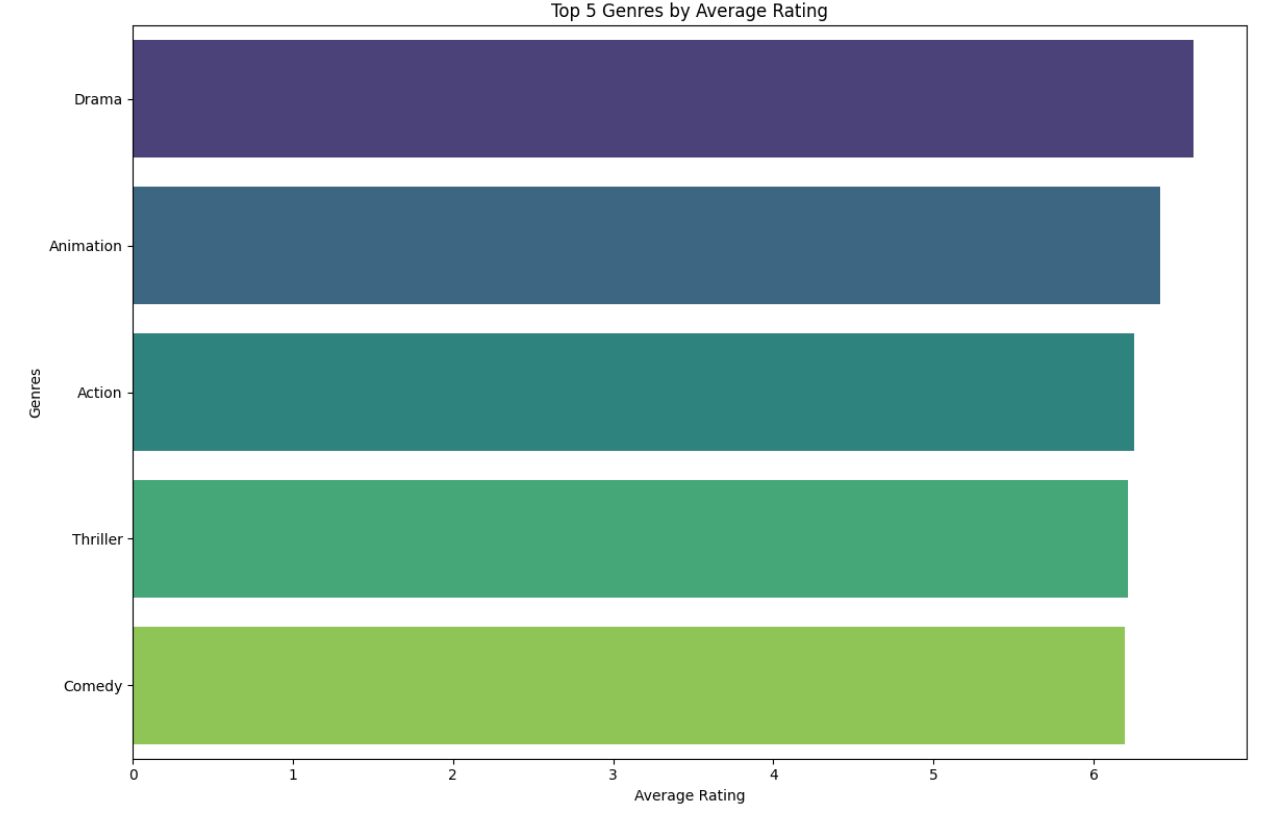 Top 5 Genres by Average Rating
Genres
Drama
Animation
Action
Thriller
Comedy
0 1 2 3 4 5 6
Average Rating